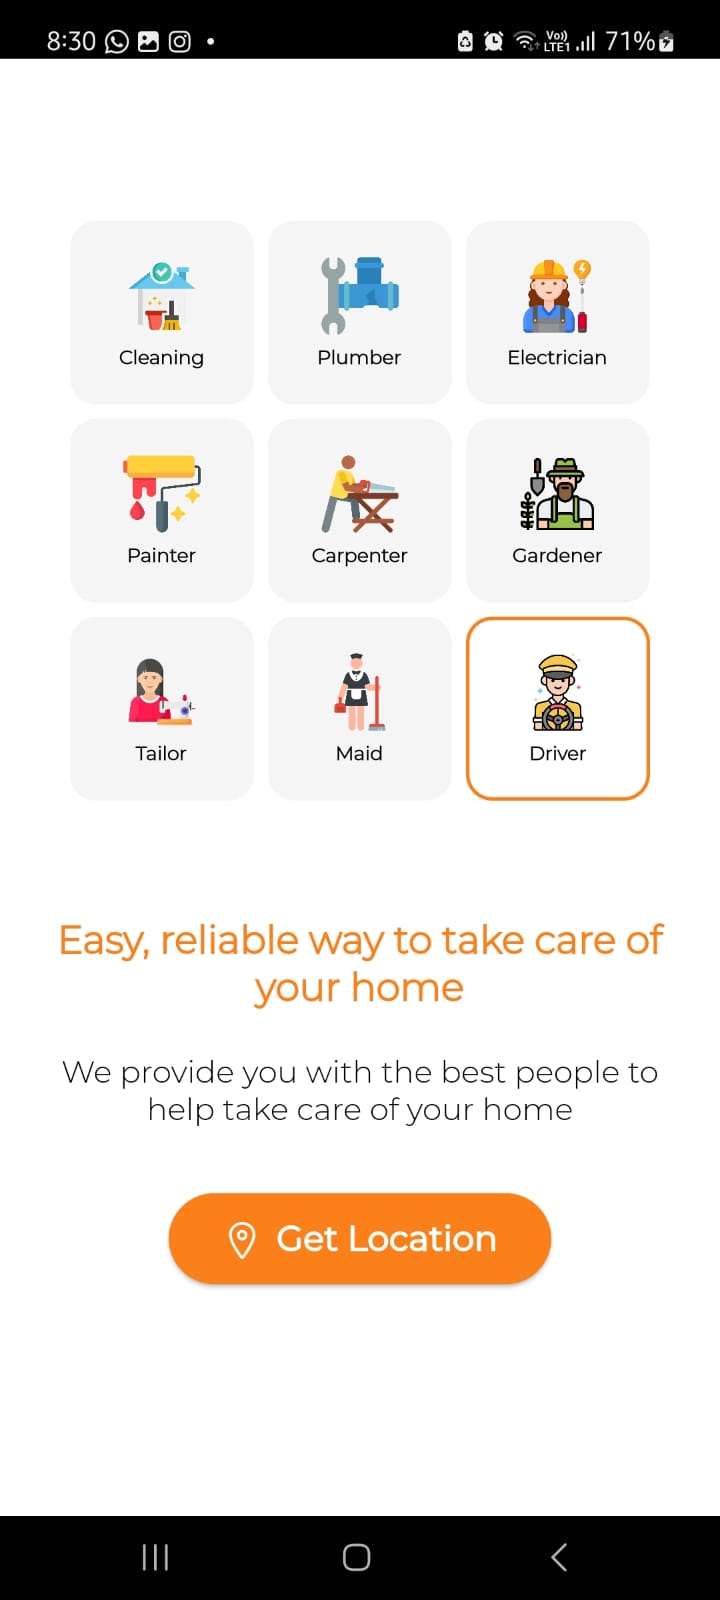 8:30 71%
Vo))
LTE1
Cleaning Plumber Electrician
Painter Carpenter Gardener
Tailor Maid Driver
Easy, reliable way to take care of
your home
We provide you with the best people to
help take care of your home
Get Location